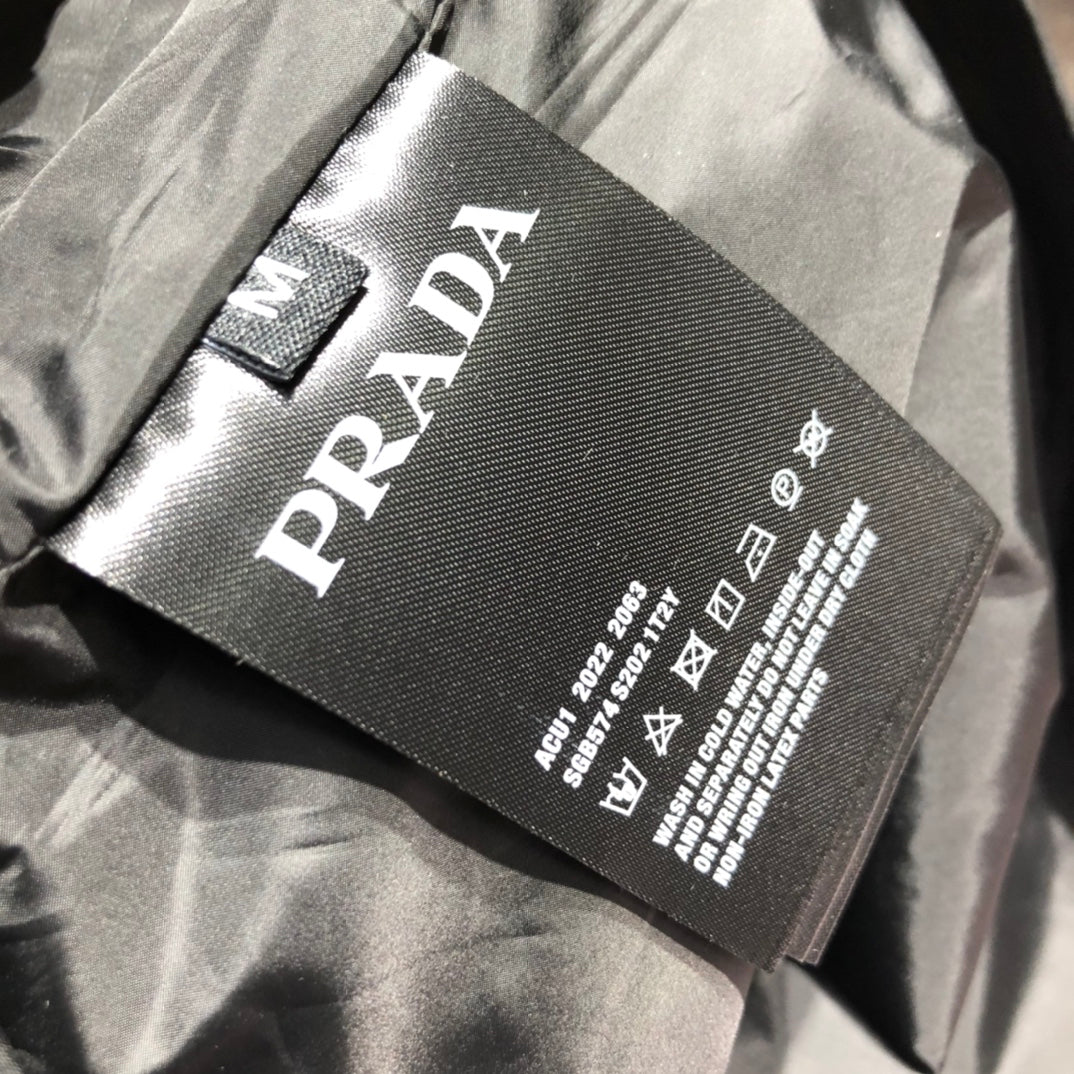 M
PRADA
ACU1 2022 2063
SGB574 S202 1T2Y
P
WASH IN COLD WATER, INSIDE-OUT
AND SEPARATELY DO NOT LEAVE IN SOAK
OR WRING OUT IRON UNDER DRY CLOTH
NON-IRON LATEX PARTS